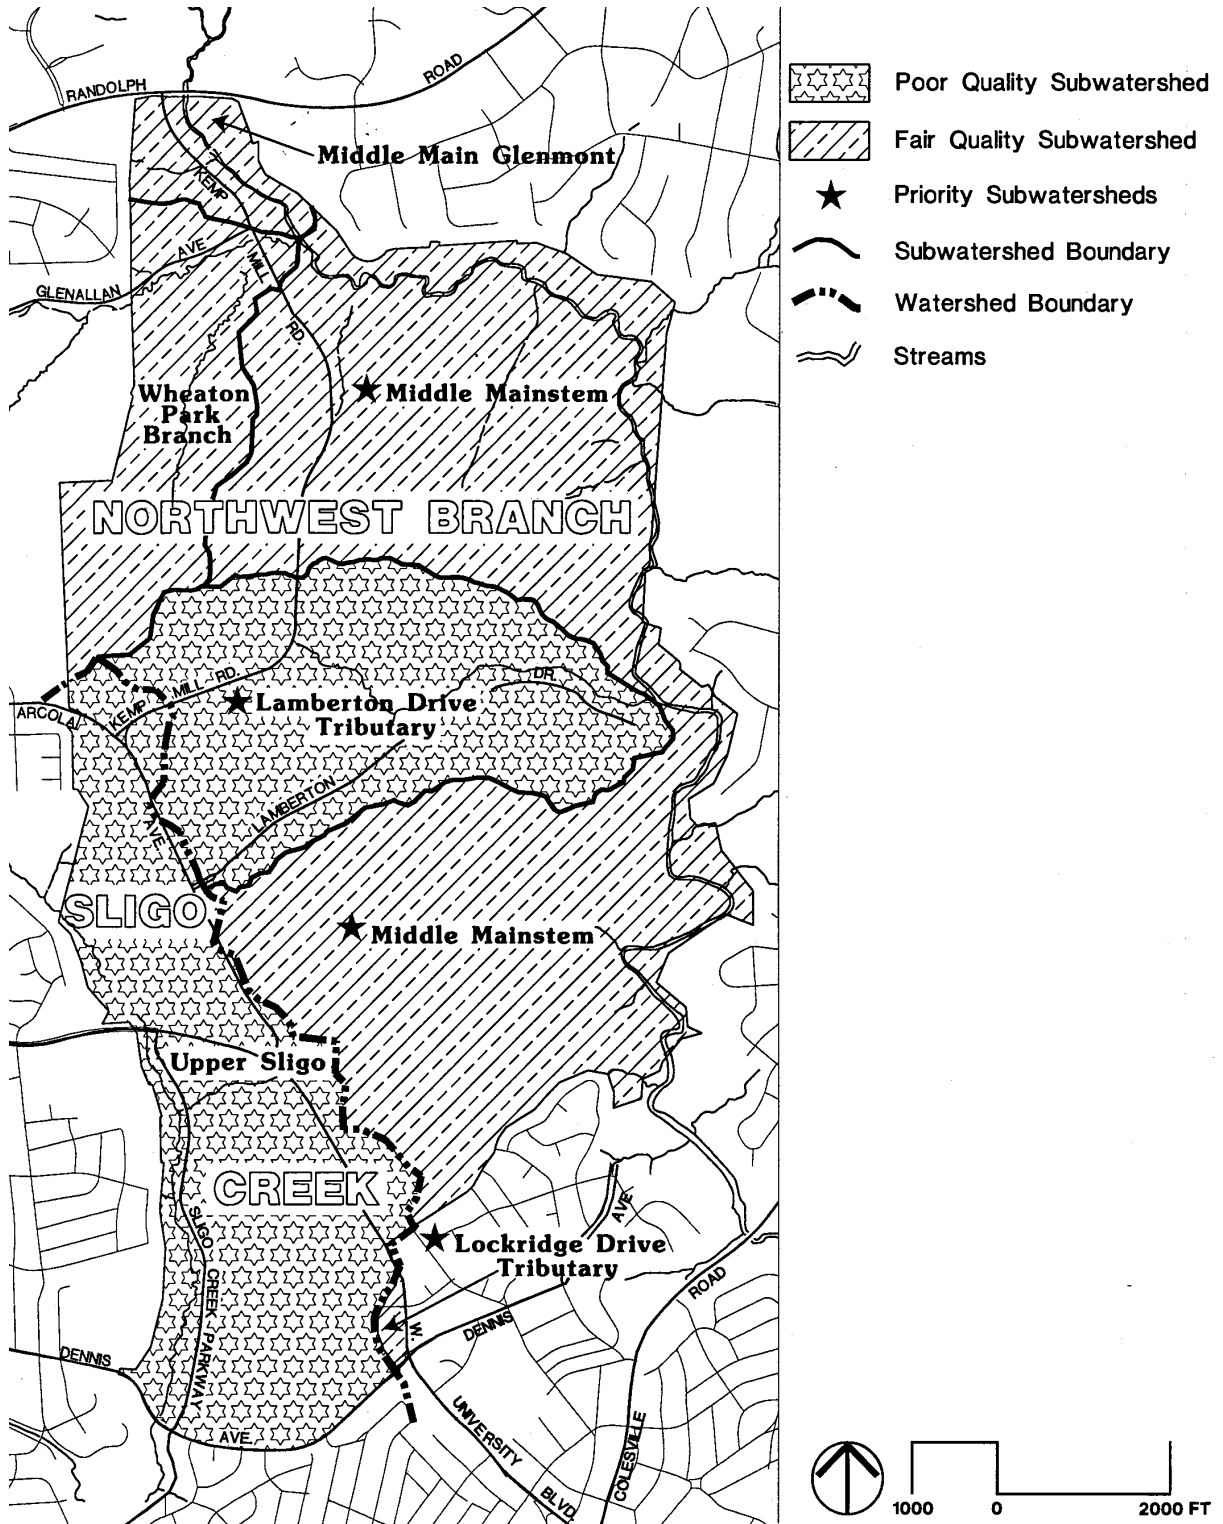 RANDOLPH
ROAD
Middle Main Glenmont
KEMP
MILL
RD.
GLENALLAN
AVE
Wheaton
Park
Branch
Middle Mainstem
NORTHWEST BRANCH
ARCOLA
AVE
KEMP
MILL
RD.
DR.
Lamberton Drive
Tributary
LAMBERTON
SLIGO
Middle Mainstem
Upper Sligo
CREEK
SLIGO
CREEK PARKWAY
Lockridge Drive
Tributary
AVE
DENNIS
W.
UNIVERSITY
BLVD.
COLESVILLE
ROAD
DENNIS
AVE.
Poor Quality Subwatershed
Fair Quality Subwatershed
Priority Subwatersheds
Subwatershed Boundary
Watershed Boundary
Streams
1000
0
2000 FT